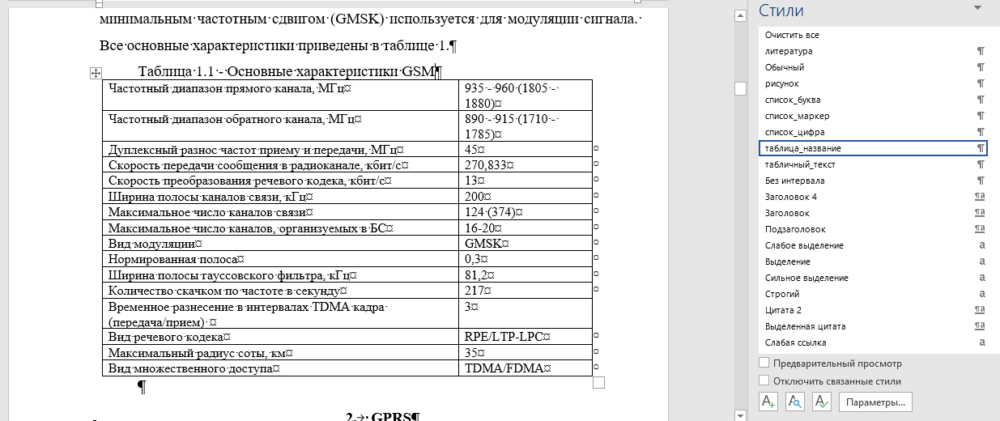 минимальным частотным сдвигом (GMSK) используется для модуляции сигнала.
Все основные характеристики приведены в таблице 1.¶
Таблица 1.1 - Основные характеристики GSM¶
Частотный диапазон прямого канала, МГц¤ 935 - 960 (1805 -
1880)¤
Частотный диапазон обратного канала, МГц¤ 890 - 915 (1710 -
1785)¤
Дуплексный разнос частот приему и передачи, МГц¤ 45¤ ¤
Скорость передачи сообщения в радиоканале, кбит/с¤ 270,833¤ ¤
Скорость преобразования речевого кодека, кбит/с¤ 13¤ ¤
Ширина полосы каналов связи, кГц¤ 200¤ ¤
Максимальное число каналов связи¤ 124 (374)¤ ¤
Максимальное число каналов, организуемых в БС¤ 16-20¤ ¤
Вид модуляции¤ GMSK¤ ¤
Нормированная полоса¤ 0,3¤ ¤
Ширина полосы гауссовского фильтра, кГц¤ 81,2¤ ¤
Количество скачком по частоте в секунду¤ 217¤ ¤
Временное разнесение в интервалах TDMA кадра 3¤
(передача/прием) ¤
Вид речевого кодека¤ RPE/LTP-LPC¤ ¤
Максимальный радиус соты, км¤ 35¤ ¤
Вид множественного доступа¤ TDMA/FDMA¤ ¤
¶
2.→ GPRS¶
Стили
Очистить все
литература ¶
Обычный ¶
рисунок ¶
список_буква ¶
список_маркер ¶
список_цифра ¶
таблица_название ¶
табличный_текст ¶
Без интервала ¶
Заголовок 4 ¶a
Заголовок ¶a
Подзаголовок ¶a
Слабое выделение a
Выделение a
Сильное выделение a
Строгий a
Цитата 2 ¶a
Выделенная цитата ¶a
Слабая ссылка a
Предварительный просмотр
Отключить связанные стили
Параметры...